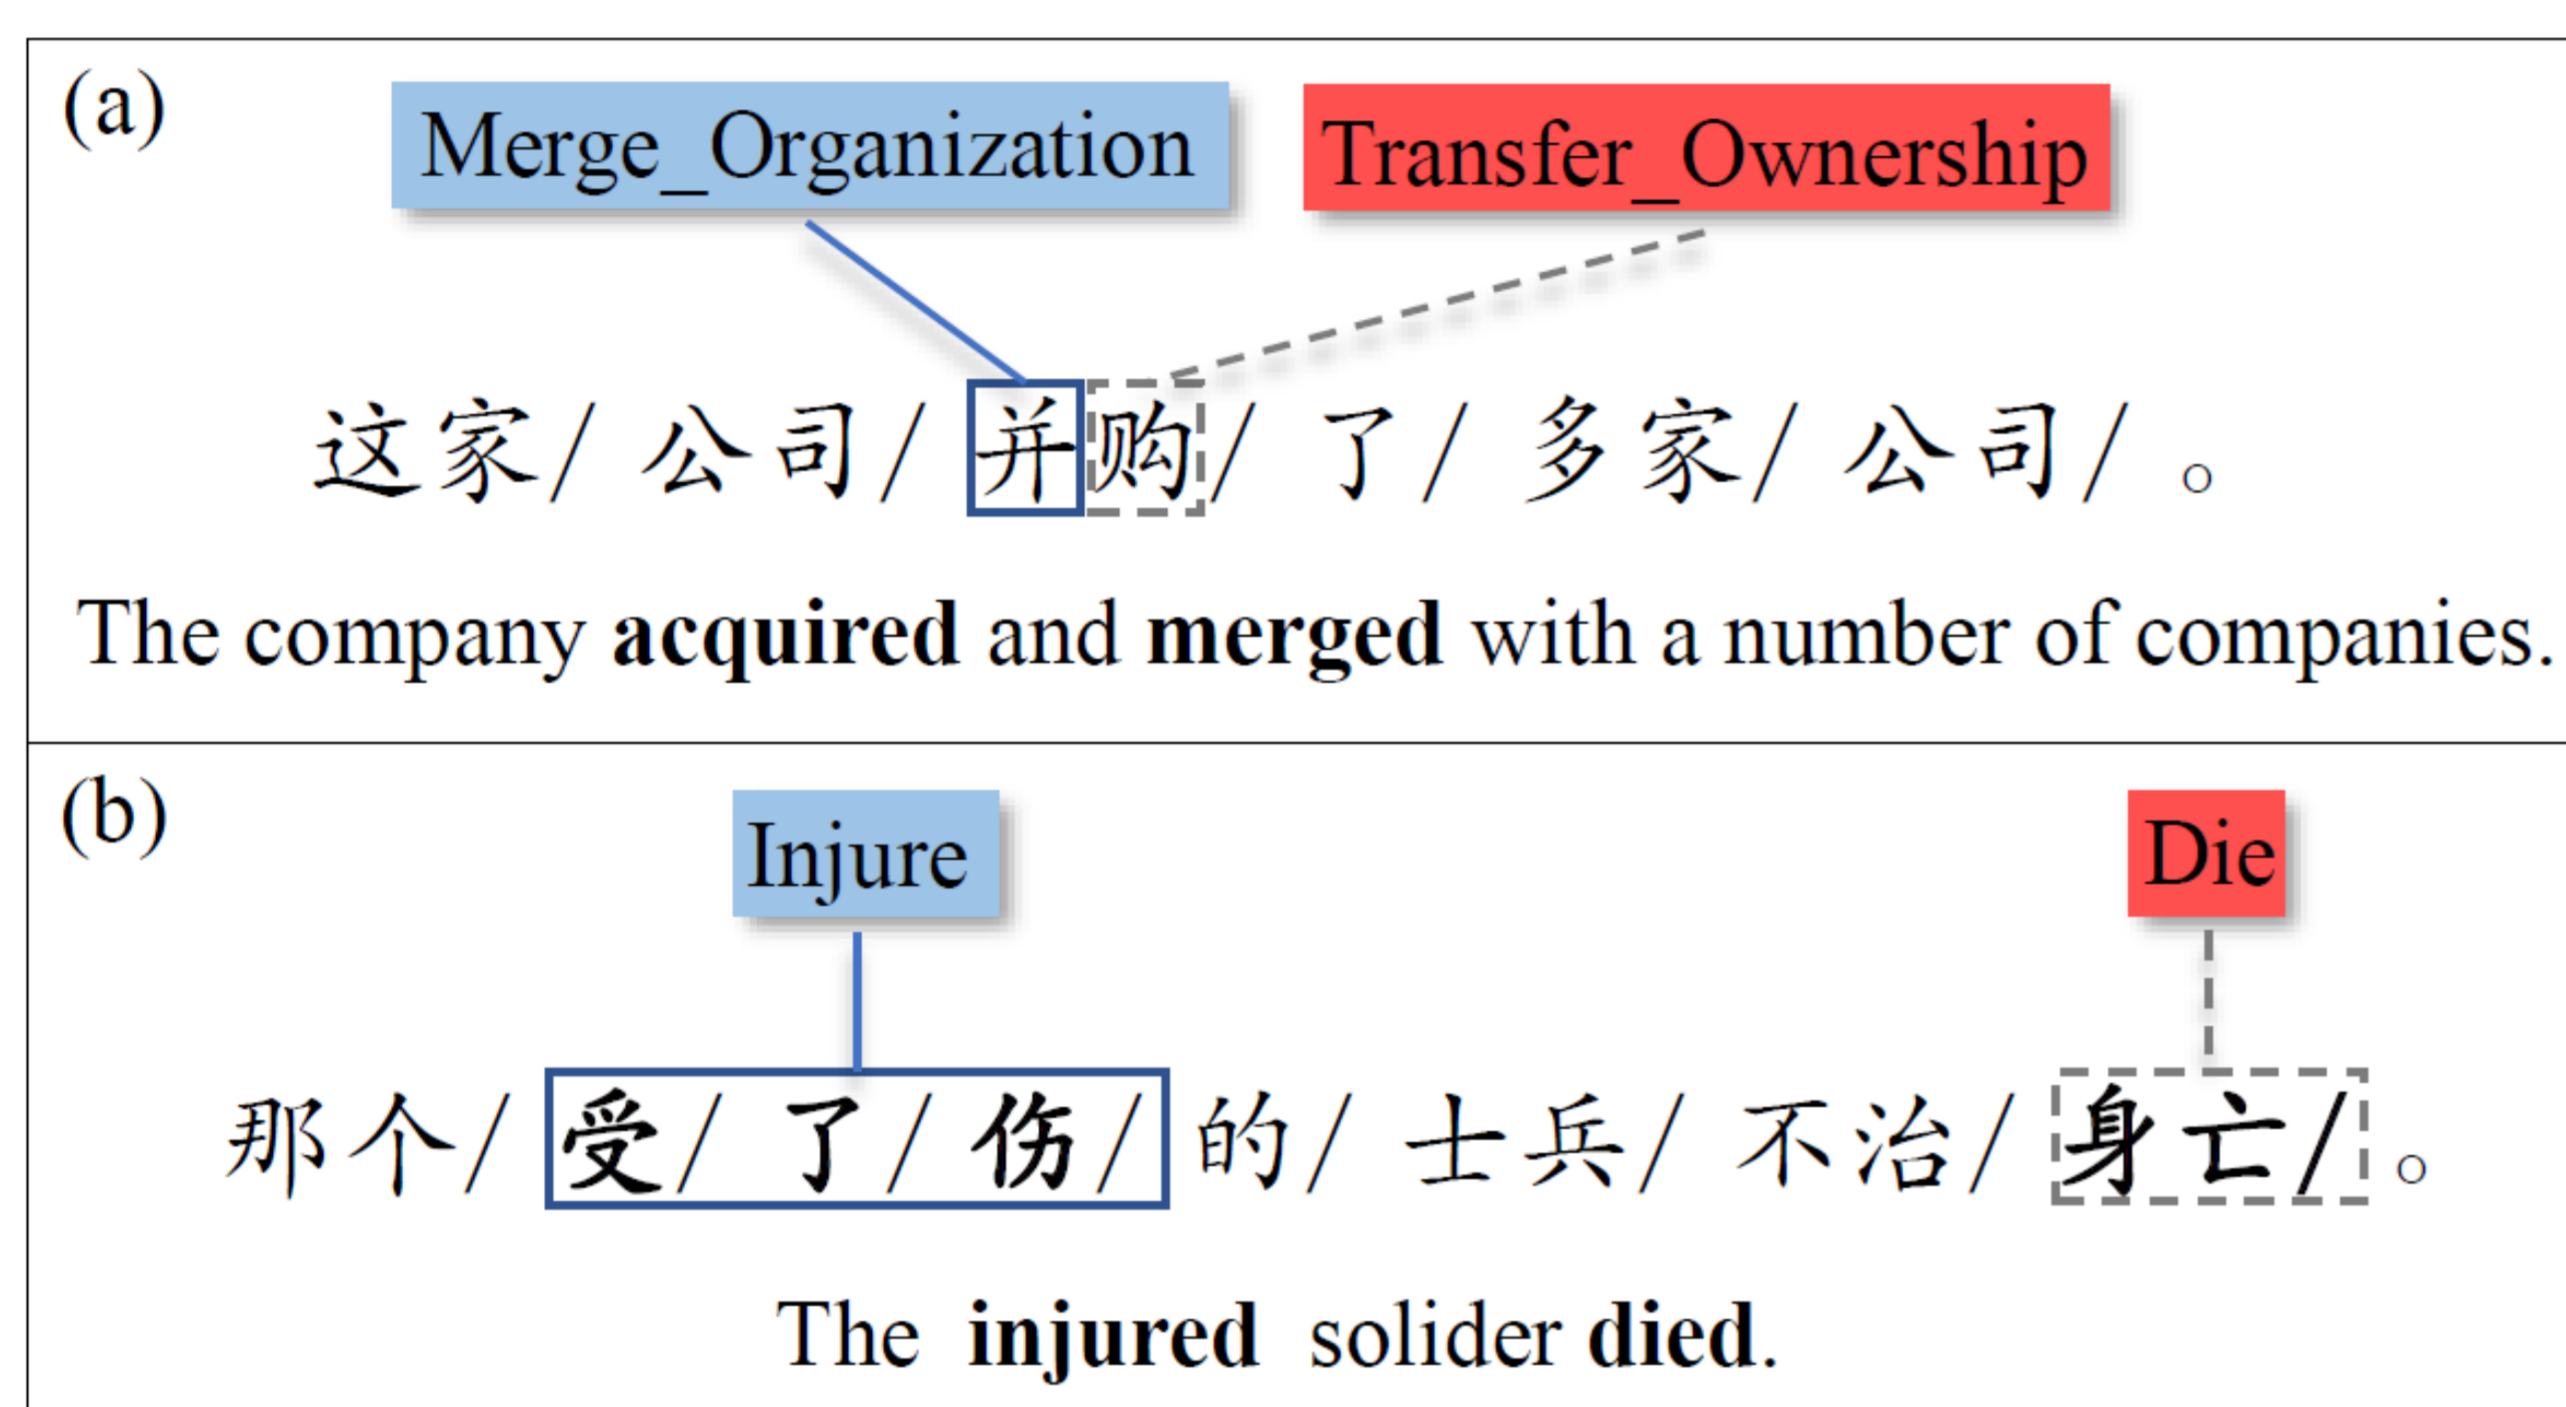 (a)
Merge_Organization Transfer_Ownership
这家/ 公司/ 并购/ 了/ 多家/ 公司/ 。
The company acquired and merged with a number of companies.
(b)
Injure Die
那个/ 受/ 了/ 伤/ 的/ 士兵/ 不治/ 身亡/ 。
The injured solider died.